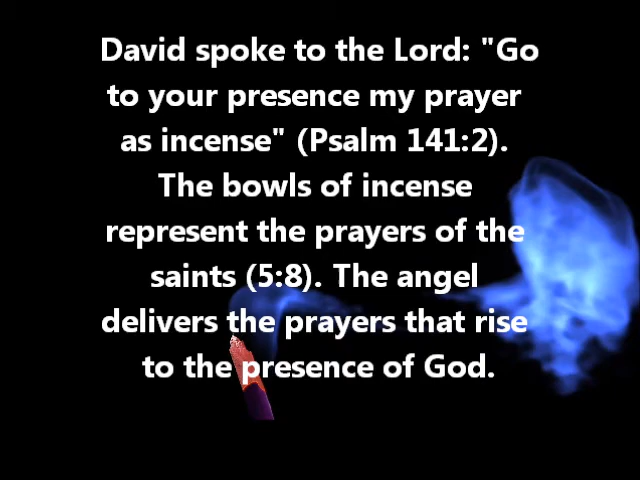 David spoke to the Lord: "Go
to your presence my prayer
as incense" (Psalm 141:2).
The bowls of incense
represent the prayers of the
saints (5:8). The angel
delivers the prayers that rise
to the presence of God.